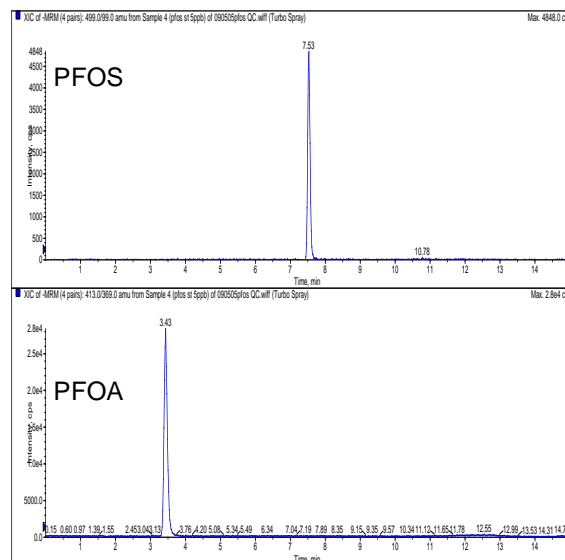 XIC of -MRM (4 pairs): 499.0/99.0 amu from Sample 4 (pfos st 5ppb) of 090505pfos QC.wiff (Turbo Spray) Max. 4848.0 c
7.53
4848
4500
4000
3500
3000
2500
2000
1500
1000
500
0
PFOS
Intensity, cps
10.78
1 2 3 4 5 6 7 8 9 10 11 12 13 14
Time, min
XIC of -MRM (4 pairs): 413.0/369.0 amu from Sample 4 (pfos st 5ppb) of 090505pfos QC.wiff (Turbo Spray) Max. 2.8e4 c
3.43
2.8e4
2.5e4
2.0e4
1.5e4
1.0e4
5000.0
0.0
PFOA
Intensity, cps
0.15 0.60 0.97 1.39 1.55 2.45 3.04 3.13 3.76 4.20 5.08 5.34 5.49 6.34 7.04 7.19 7.89 8.35 9.15 9.35 9.57 10.34 11.12 11.65 11.78 12.55 12.99 13.53 14.31 14.7
1 2 3 4 5 6 7 8 9 10 11 12 13 14
Time, min